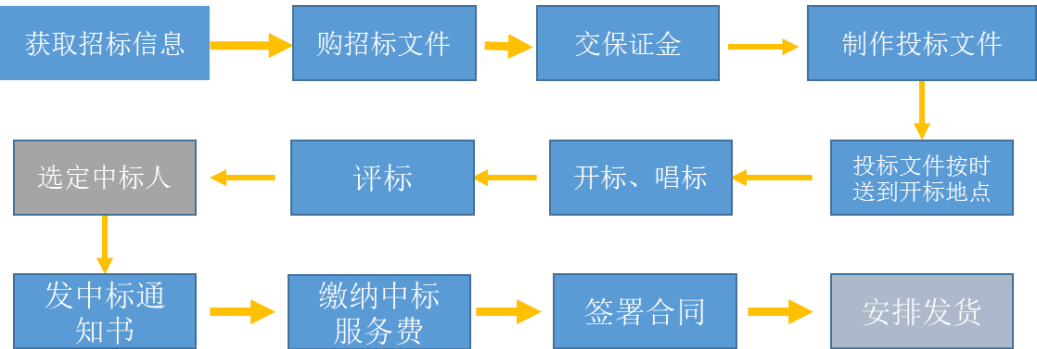 获取招标信息
购招标文件
交保证金
制作投标文件
投标文件按时
送到开标地点
开标、唱标
评标
选定中标人
发中标通
知书
缴纳中标
服务费
签署合同
安排发货